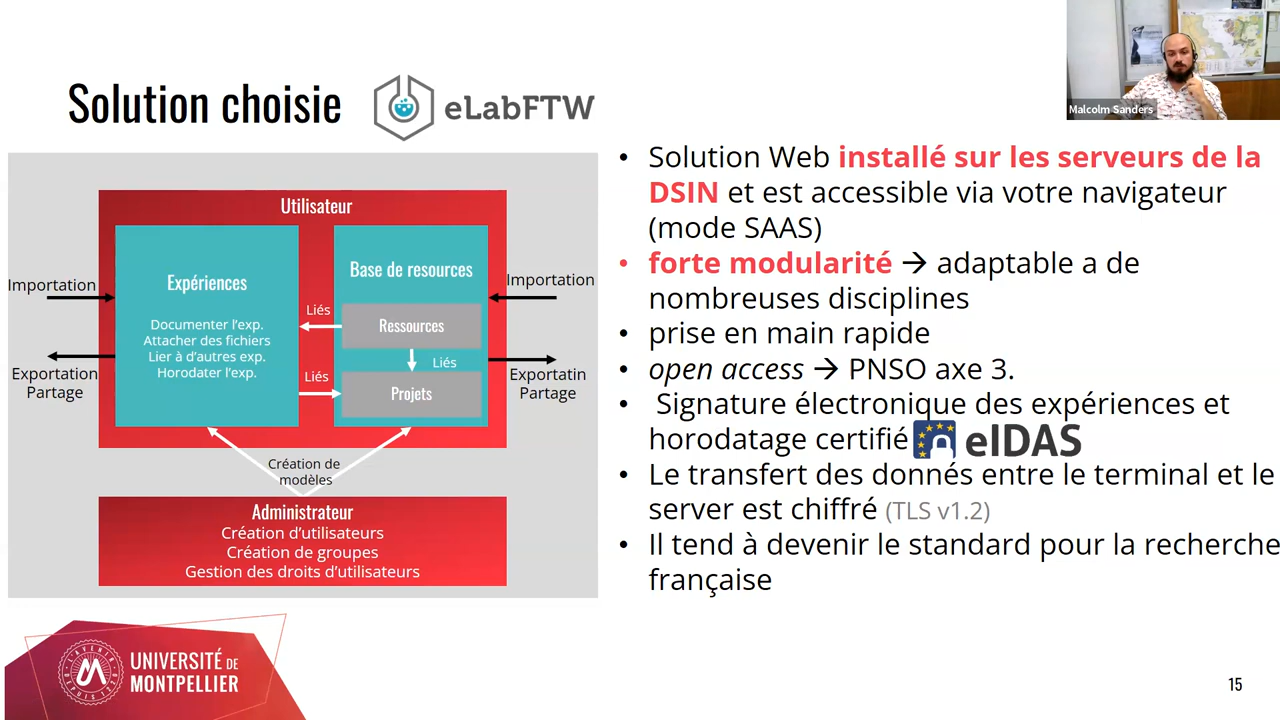 Malcolm Sanders
Solution choisie
eLabFTW
Utilisateur
Expériences
Documenter l’exp.
Attacher des fichiers
Lier à d’autres exp.
Horodater l’exp.
Base de resources
Ressources
Projets
Liés
Liés
Liés
Importation
Exportation
Partage
Importation
Exportatin
Partage
Création de
modèles
Administrateur
Création d’utilisateurs
Création de groupes
Gestion des droits d’utilisateurs
• Solution Web installé sur les serveurs de la
DSIN et est accessible via votre navigateur
(mode SAAS)
• forte modularité → adaptable a de
nombreuses disciplines
• prise en main rapide
• open access → PNSO axe 3.
• Signature électronique des expériences et
horodatage certifié eIDAS
• Le transfert des donnés entre le terminal et le
server est chiffré (TLS v1.2)
• Il tend à devenir le standard pour la recherche
française
UNIVERSITÉ DE
MONTPELLIER
15